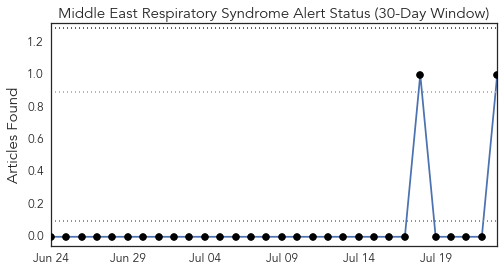 Middle East Respiratory Syndrome Alert Status (30-Day Window)
Articles Found
1.2
1.0
0.8
0.6
0.4
0.2
0.0
Jun 24 Jun 29 Jul 04 Jul 09 Jul 14 Jul 19